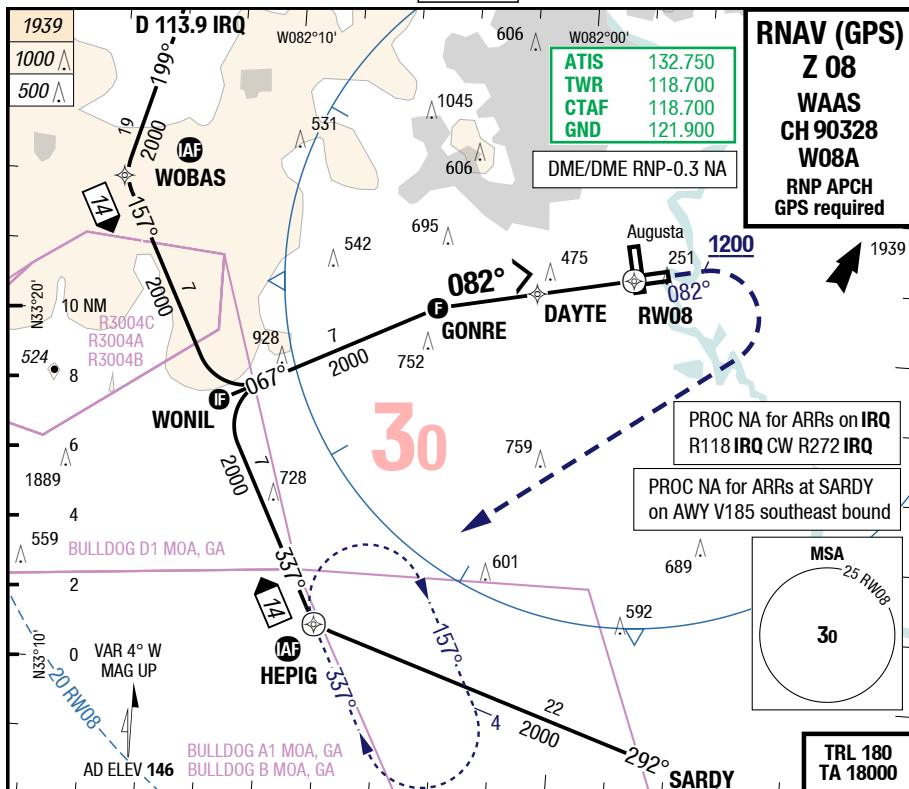 1939
1000
500
D 113.9 IRQ
199°
19
2000
W082°10'
606
W082°00'
ATIS 132.750
TWR 118.700
CTAF 118.700
GND 121.900
RNAV (GPS)
Z 08
WAAS
CH 90328
W08A
RNP APCH
GPS required
1045
531
606
DME/DME RNP-0.3 NA
IAF
WOBAS
14
157°
7
2000
542
695
475
Augusta
251
1200
082°
082°
RW08
DAYTE
F
GONRE
1939
N33°20'
10 NM
R3004C
R3004A
R3004B
524
928
7
2000
752
067°
IF
WONIL
8
6
4
2
0
30
1889
7
2000
728
759
PROC NA for ARRs on IRQ
R118 IRQ CW R272 IRQ
PROC NA for ARRs at SARDY
on AWY V185 southeast bound
559
BULLDOG D1 MOA, GA
337°
601
689
592
MSA
25 RW08
30
14
IAF
HEPIG
157°
337°
4
N33°10'
VAR 4° W
MAG UP
20 RW08
AD ELEV 146
BULLDOG A1 MOA, GA
BULLDOG B MOA, GA
22
2000
292°
SARDY
TRL 180
TA 18000